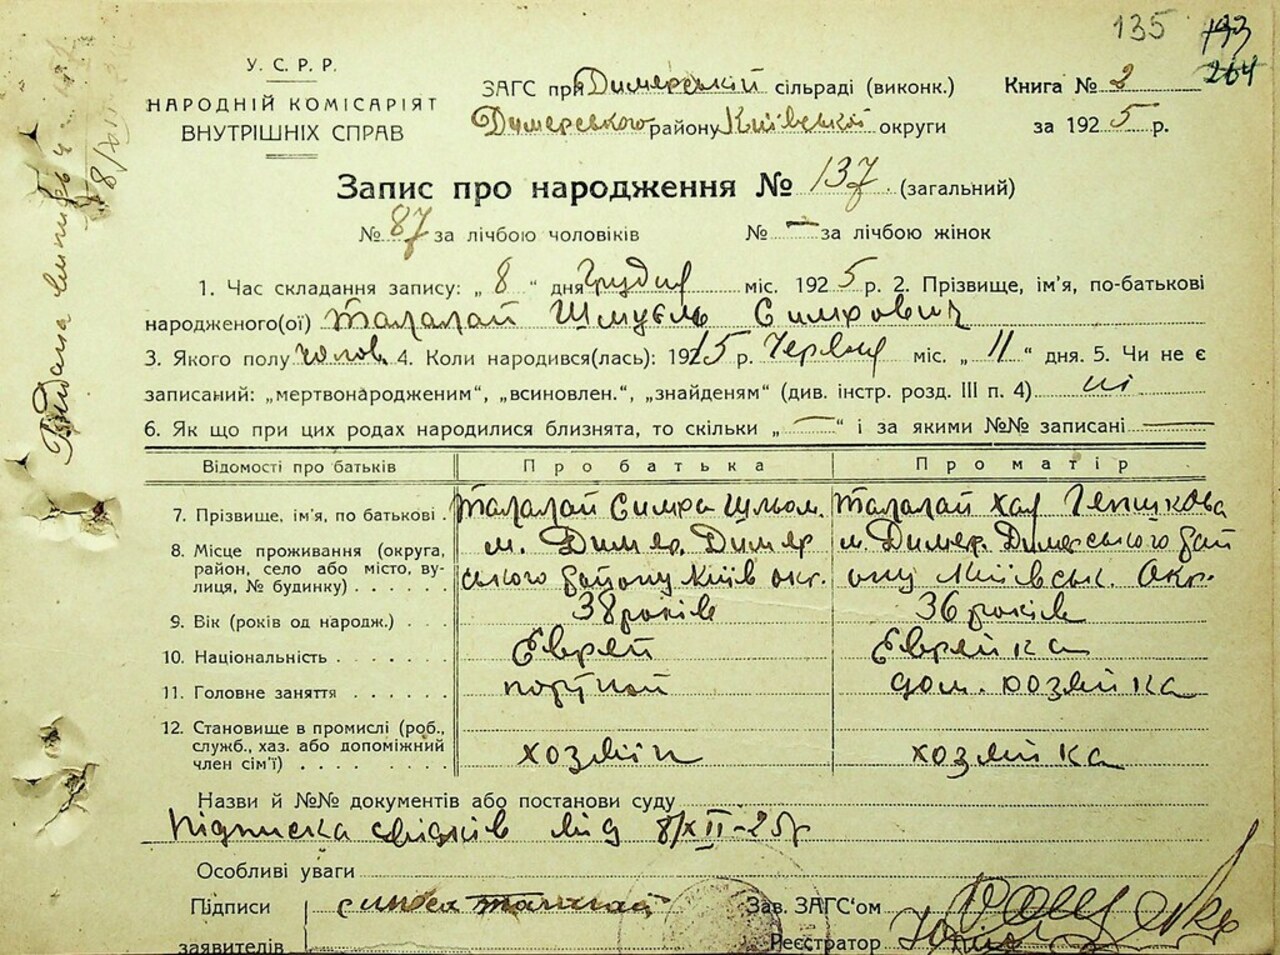 135 193
264
У. С. Р. Р.
НАРОДНІЙ КОМІСАРІЯТ
ВНУТРІШНІХ СПРАВ
ЗАГС при Димерській сільраді (виконк.)
Димерського району Київської округи
Книга № 2
за 1925 р.
Запис про народження № 137. (загальний)
№ 87 за лічбою чоловіків № — за лічбою жінок
1. Час складання запису: „ 8 “ дня Грудня міс. 1925 р. 2. Прізвище, ім'я, по-батькові
народженого(ої) Талалай Шмуель Симхович
3. Якого полу чолов. 4. Коли народився(лась): 1915 р. Червня міс. „ 11 “ дня. 5. Чи не є
записаний: „мертвонародженим“, „всиновлен.“, „знайденям“ (див. інстр. розд. III п. 4) ні
6. Як що при цих родах народилися близнята, то скільки „ — “ і за якими №№ записані —
Відомості про батьків Про батька Про матір
7. Прізвище, ім'я, по батькові . Талалай Симха Шльом. Талалай Хая
8. Місце проживання (округа, район, село або місто, вулиця, № будинку) . . . . . . м. Димер, Димерського району Київ окр. м. Димер. Димерського району Київськ. Окр.
9. Вік (років од народж.) . . . 38 років 36 років
10. Національність . . . . . . . Еврей Еврейка
11. Головне заняття . . . . . . портной дом. хозяйка
12. Становище в промислі (роб., служб., хаз. або допоміжний член сім'ї) . . . . . . . . хозяїн хозяйка
Назви й №№ документів або постанови суду
Підписка свідків від 8/XII-25р
Особливі уваги
Підписи
заявителів
Зав. ЗАГС'ом
Реєстратор
Видана
8/XII